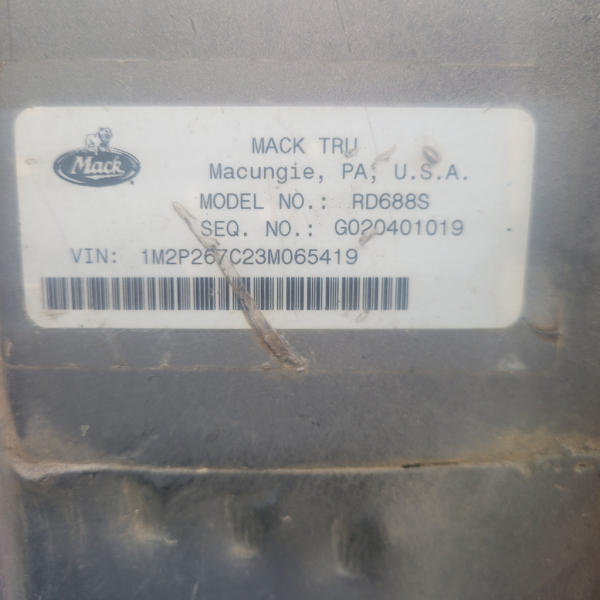 Mack
MACK TRU
Macungie, PA, U.S.A.
MODEL NO.: RD688S
SEQ. NO.: G020401019
VIN: 1M2P267C23M065419